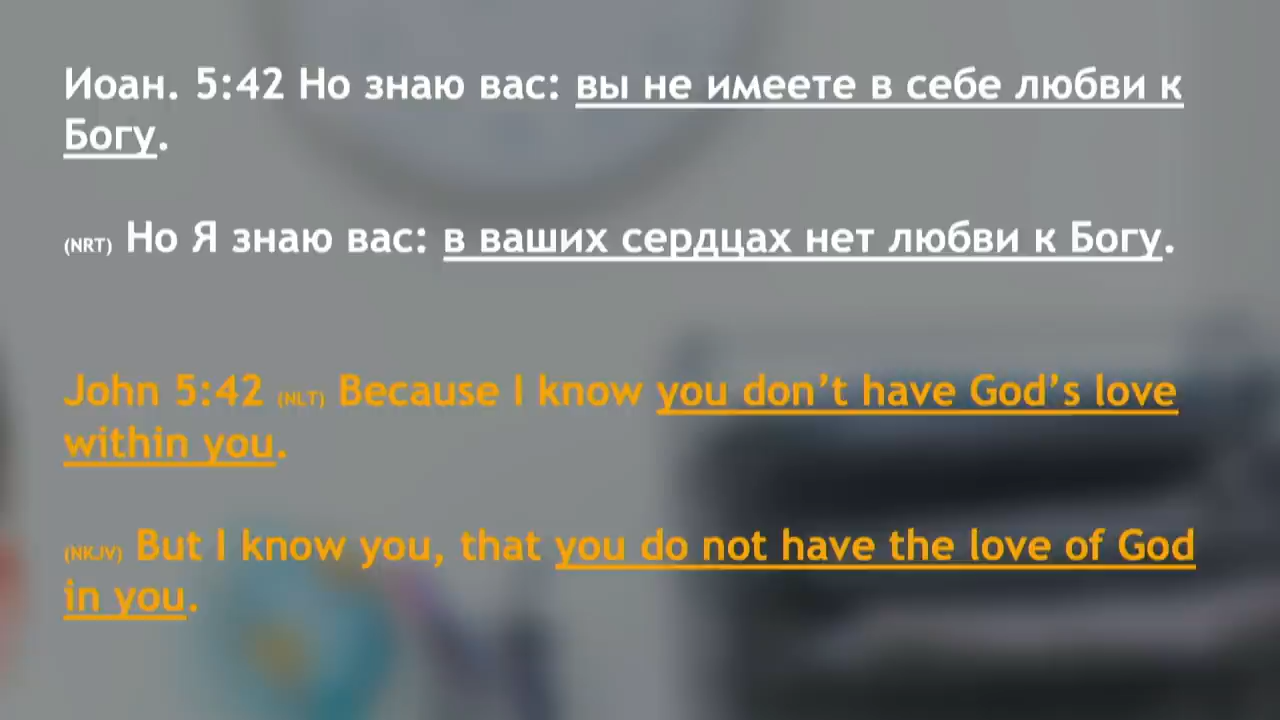 Иоан. 5:42 Но знаю вас: вы не имеете в себе любви к
Богу.
(NRT) Но Я знаю вас: в ваших сердцах нет любви к Богу.
John 5:42 (NLT) Because I know you don’t have God’s love
within you.
(NKJV) But I know you, that you do not have the love of God
in you.